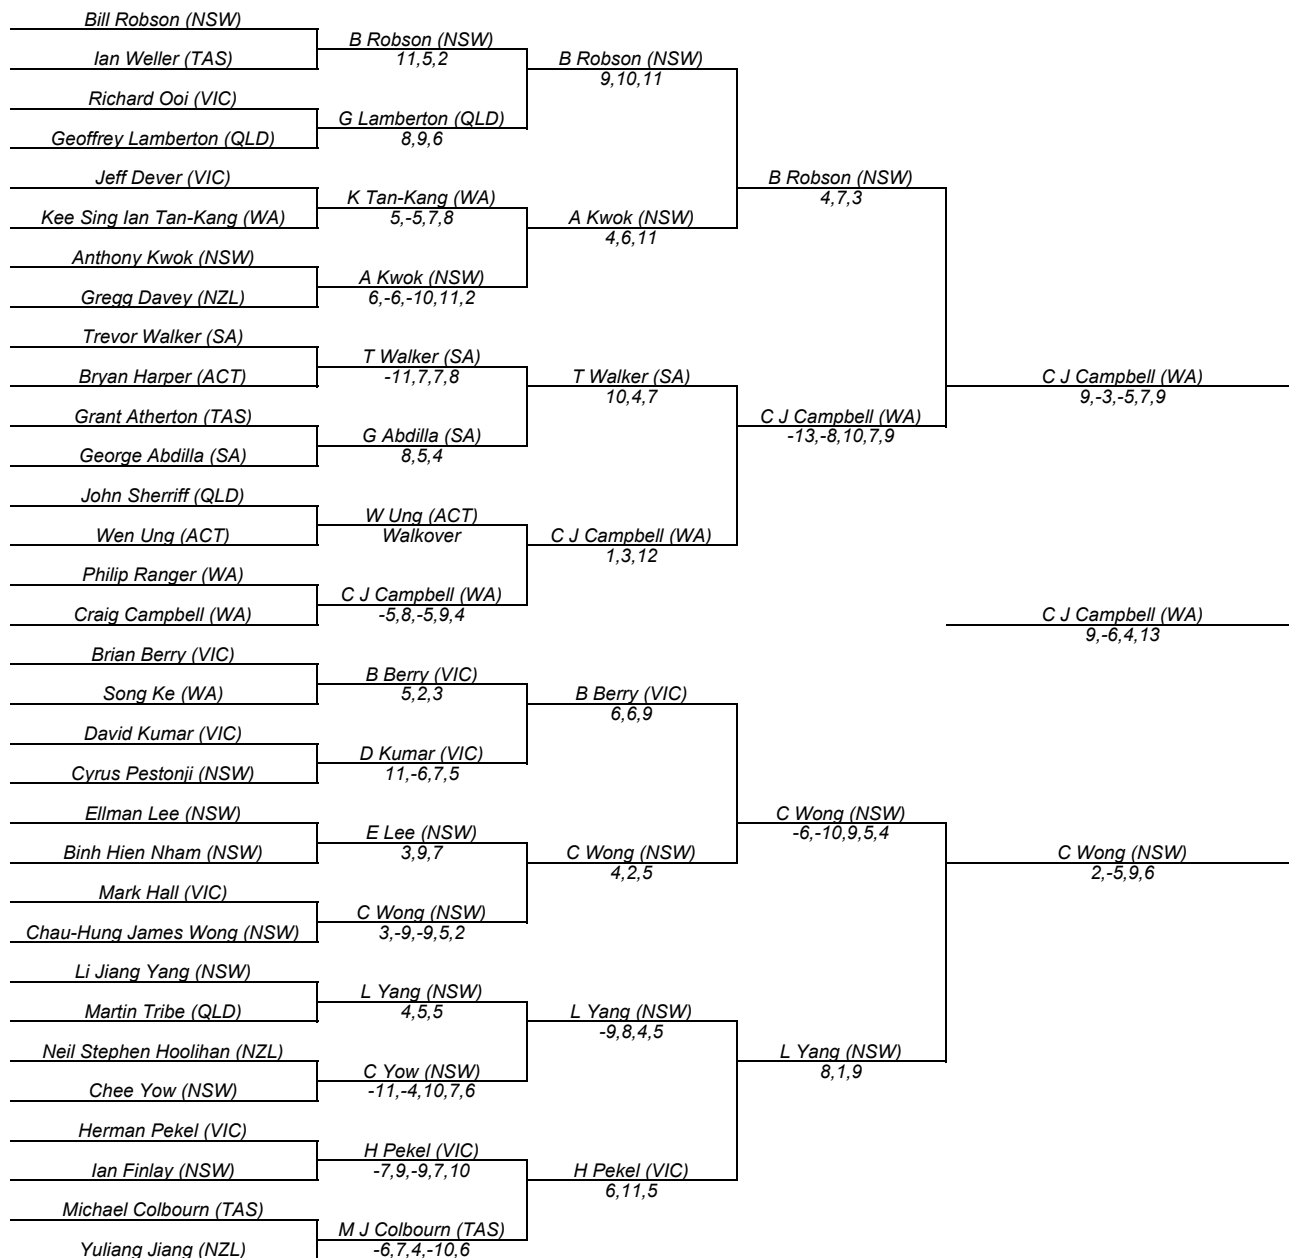 Bill Robson (NSW)
B Robson (NSW)
Ian Weller (TAS)
11,5,2
B Robson (NSW)
9,10,11
Richard Ooi (VIC)
G Lamberton (QLD)
Geoffrey Lamberton (QLD)
8,9,6
Jeff Dever (VIC)
B Robson (NSW)
4,7,3
K Tan-Kang (WA)
Kee Sing Ian Tan-Kang (WA)
5,-5,7,8
A Kwok (NSW)
4,6,11
Anthony Kwok (NSW)
A Kwok (NSW)
Gregg Davey (NZL)
6,-6,-10,11,2
Trevor Walker (SA)
T Walker (SA)
Bryan Harper (ACT)
-11,7,7,8
T Walker (SA)
10,4,7
C J Campbell (WA)
9,-3,-5,7,9
Grant Atherton (TAS)
C J Campbell (WA)
-13,-8,10,7,9
G Abdilla (SA)
George Abdilla (SA)
8,5,4
John Sherriff (QLD)
W Ung (ACT)
Wen Ung (ACT)
Walkover
C J Campbell (WA)
1,3,12
Philip Ranger (WA)
C J Campbell (WA)
Craig Campbell (WA)
-5,8,-5,9,4
C J Campbell (WA)
9,-6,4,13
Brian Berry (VIC)
B Berry (VIC)
Song Ke (WA)
5,2,3
B Berry (VIC)
6,6,9
David Kumar (VIC)
D Kumar (VIC)
Cyrus Pestonji (NSW)
11,-6,7,5
Ellman Lee (NSW)
C Wong (NSW)
-6,-10,9,5,4
E Lee (NSW)
Binh Hien Nham (NSW)
3,9,7
C Wong (NSW)
4,2,5
C Wong (NSW)
2,-5,9,6
Mark Hall (VIC)
C Wong (NSW)
Chau-Hung James Wong (NSW)
3,-9,-9,5,2
Li Jiang Yang (NSW)
L Yang (NSW)
Martin Tribe (QLD)
4,5,5
L Yang (NSW)
-9,8,4,5
Neil Stephen Hoolihan (NZL)
L Yang (NSW)
8,1,9
C Yow (NSW)
Chee Yow (NSW)
-11,-4,10,7,6
Herman Pekel (VIC)
H Pekel (VIC)
Ian Finlay (NSW)
-7,9,-9,7,10
H Pekel (VIC)
6,11,5
Michael Colbourn (TAS)
M J Colbourn (TAS)
Yuliang Jiang (NZL)
-6,7,4,-10,6